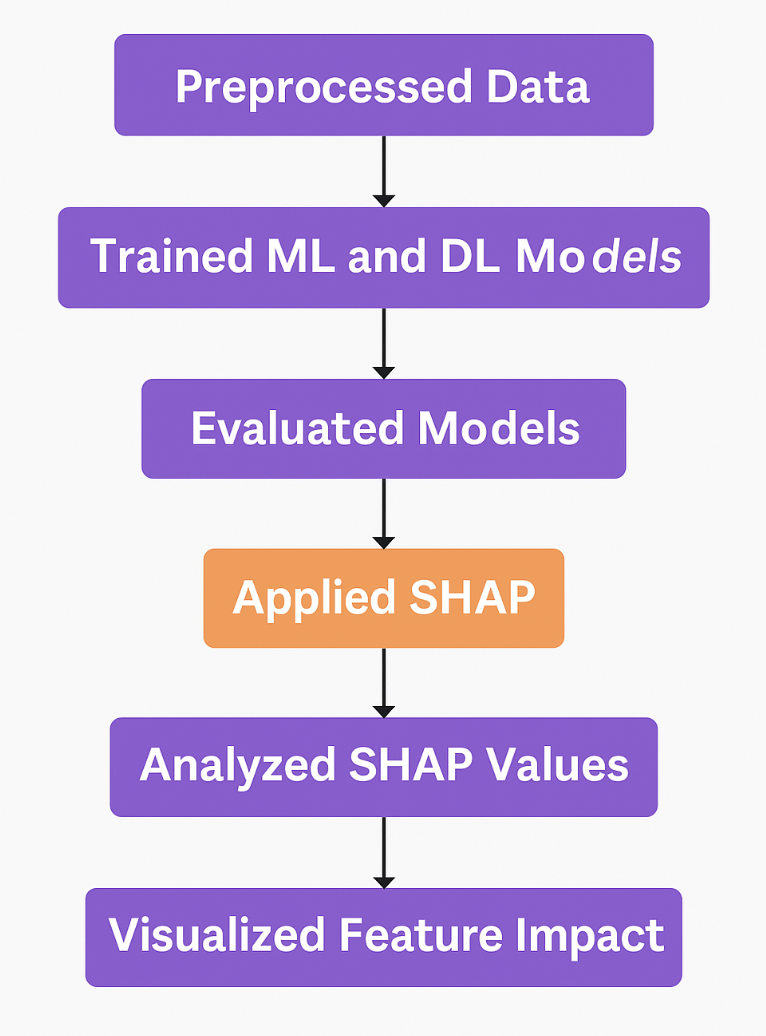 Preprocessed Data
Trained ML and DL Models
Evaluated Models
Applied SHAP
Analyzed SHAP Values
Visualized Feature Impact